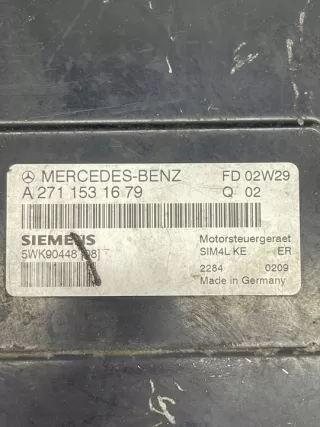 MERCEDES-BENZ FD 02W29
A 271 153 16 79 Q 02
SIEMENS Motorsteuergeraet
5WK90448 [08] SIM4L KE ER
2284 0209
Made in Germany